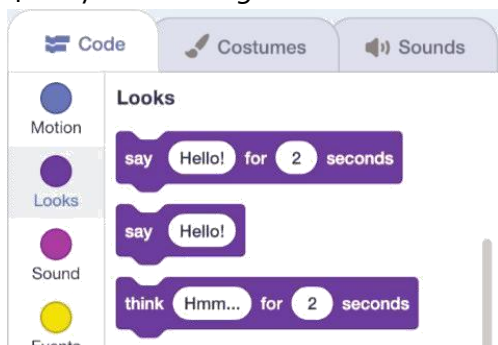 Code Costumes Sounds
Looks
Motion
say Hello! for 2 seconds
Looks
say Hello!
Sound
think Hmm... for 2 seconds